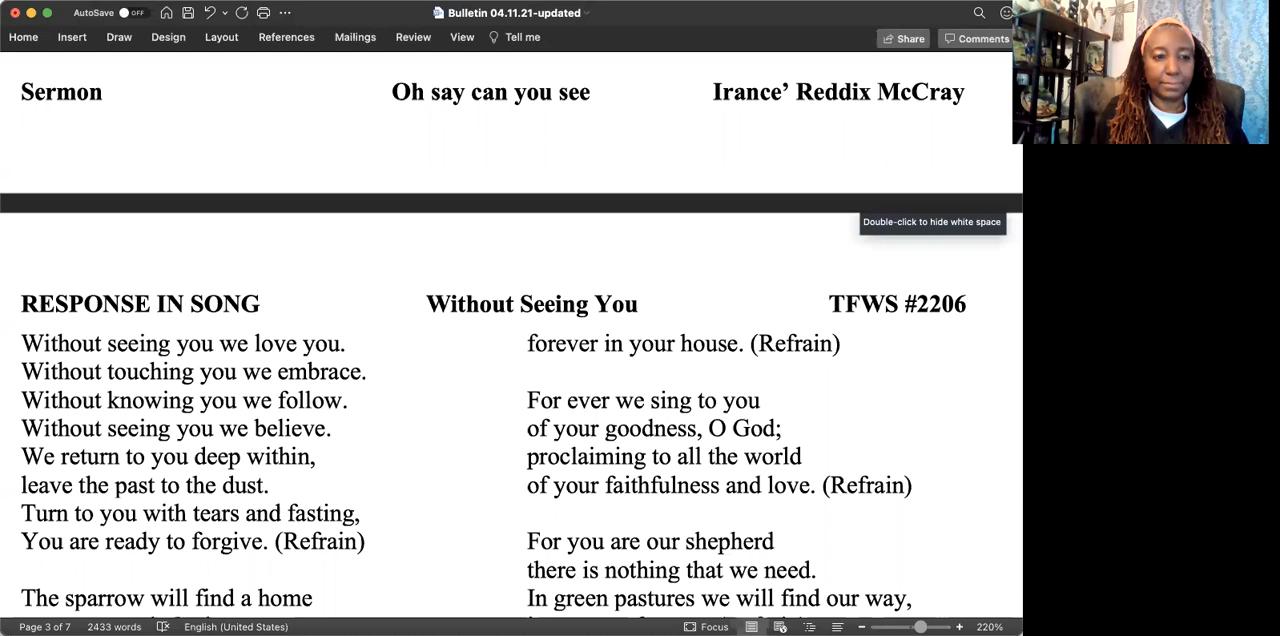 AutoSave OFF
Bulletin 04.11.21-updated
Home Insert Draw Design Layout References Mailings Review View Tell me
Share Comments
Sermon Oh say can you see Irance’ Reddix McCray
Double-click to hide white space
RESPONSE IN SONG Without Seeing You TFWS #2206
Without seeing you we love you.
Without touching you we embrace.
Without knowing you we follow.
Without seeing you we believe.
We return to you deep within,
leave the past to the dust.
Turn to you with tears and fasting,
You are ready to forgive. (Refrain)
The sparrow will find a home
forever in your house. (Refrain)
For ever we sing to you
of your goodness, O God;
proclaiming to all the world
of your faithfulness and love. (Refrain)
For you are our shepherd
there is nothing that we need.
In green pastures we will find our way,
Page 3 of 7 2433 words English (United States) Focus 220%